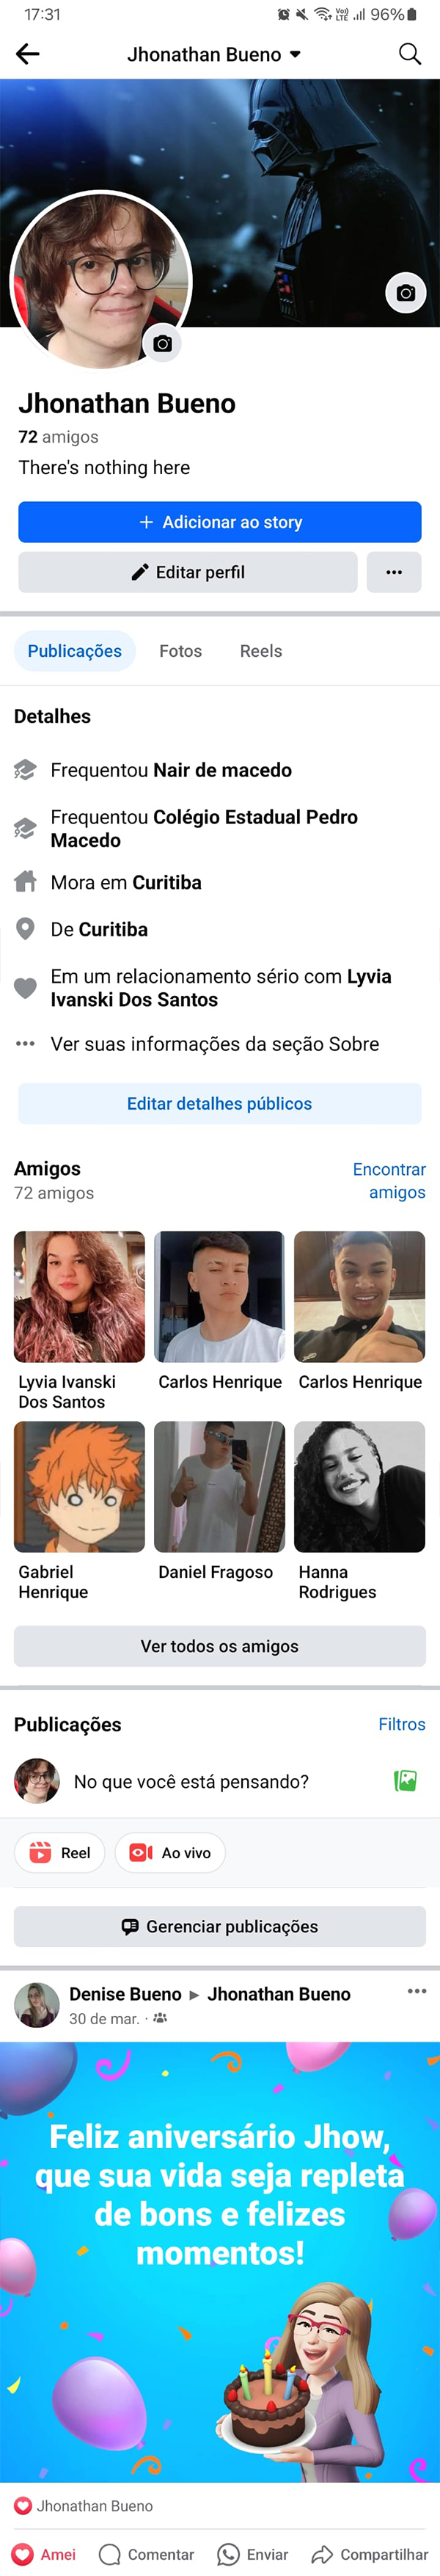 17:31
Vo))
LTE
96%
Jhonathan Bueno
Jhonathan Bueno
72 amigos
There's nothing here
+ Adicionar ao story
Editar perfil
Publicações
Fotos
Reels
Detalhes
Frequentou Nair de macedo
Frequentou Colégio Estadual Pedro
Macedo
Mora em Curitiba
De Curitiba
Em um relacionamento sério com Lyvia
Ivanski Dos Santos
Ver suas informações da seção Sobre
Editar detalhes públicos
Amigos
72 amigos
Encontrar
amigos
Lyvia Ivanski
Dos Santos
Carlos Henrique
Carlos Henrique
Gabriel
Henrique
Daniel Fragoso
Hanna
Rodrigues
Ver todos os amigos
Publicações
Filtros
No que você está pensando?
Reel
Ao vivo
Gerenciar publicações
Denise Bueno ▸ Jhonathan Bueno
30 de mar. ·
Feliz aniversário Jhow,
que sua vida seja repleta
de bons e felizes
momentos!
Jhonathan Bueno
Amei
Comentar
Enviar
Compartilhar